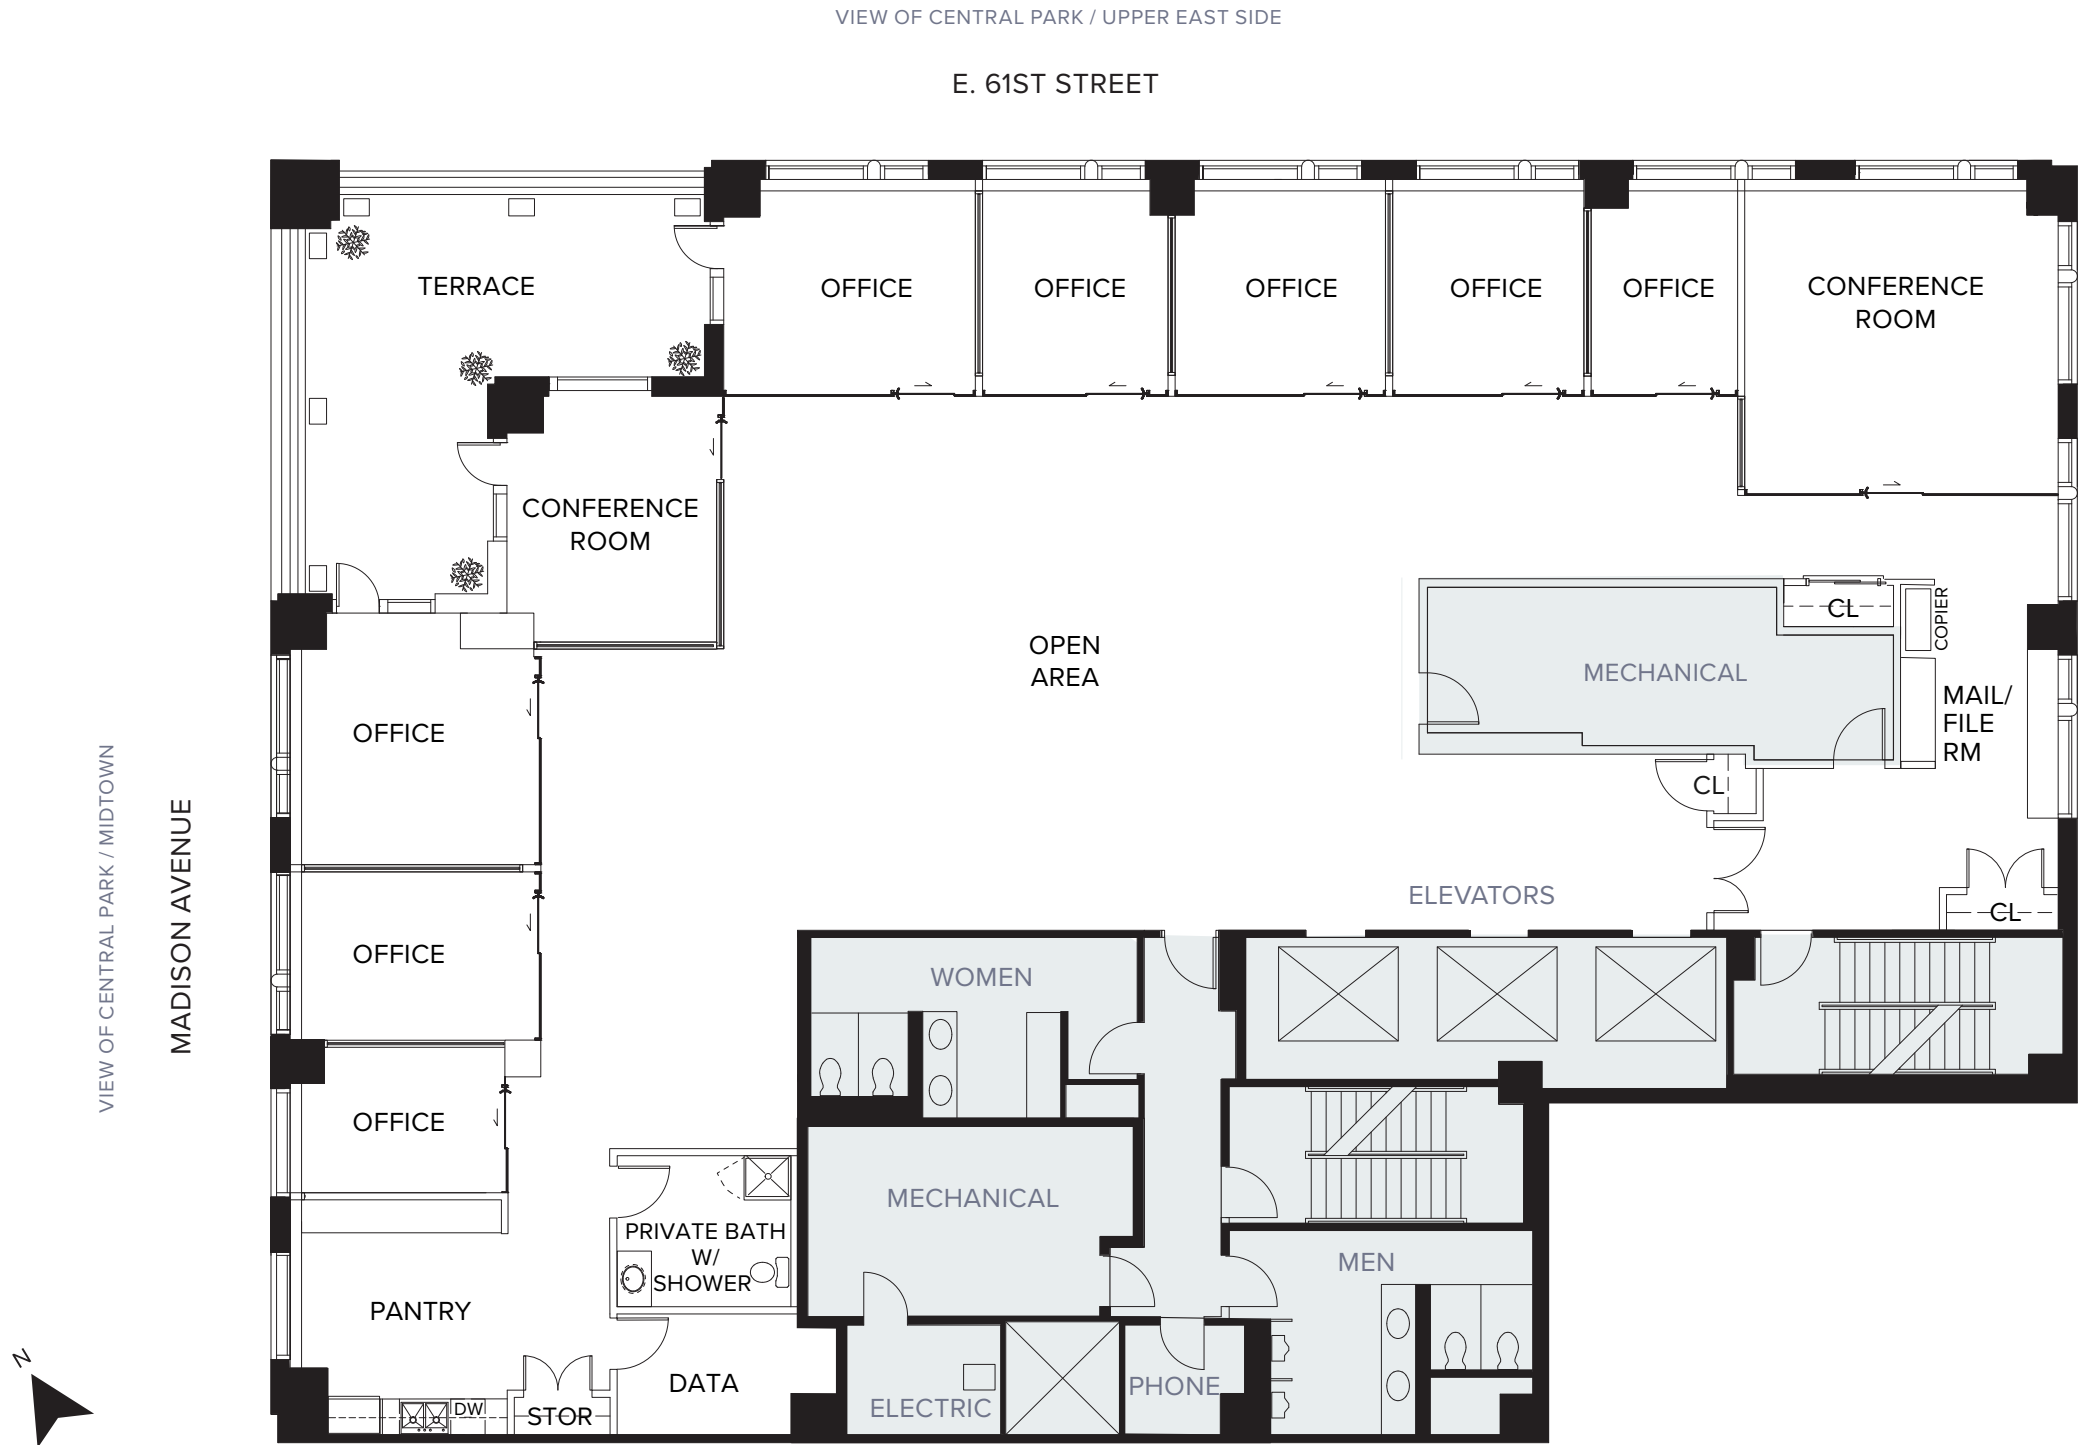 VIEW OF CENTRAL PARK / UPPER EAST SIDE
E. 61ST STREET
TERRACE
OFFICE
OFFICE
OFFICE
OFFICE
OFFICE
CONFERENCE
ROOM
CONFERENCE
ROOM
OPEN
AREA
CL
COPIER
MECHANICAL
MAIL/
FILE
RM
CL
OFFICE
VIEW OF CENTRAL PARK / MIDTOWN
MADISON AVENUE
ELEVATORS
CL
OFFICE
WOMEN
OFFICE
MECHANICAL
PRIVATE BATH
W/
SHOWER
MEN
PANTRY
DATA
PHONE
ELECTRIC
DW
STOR
N